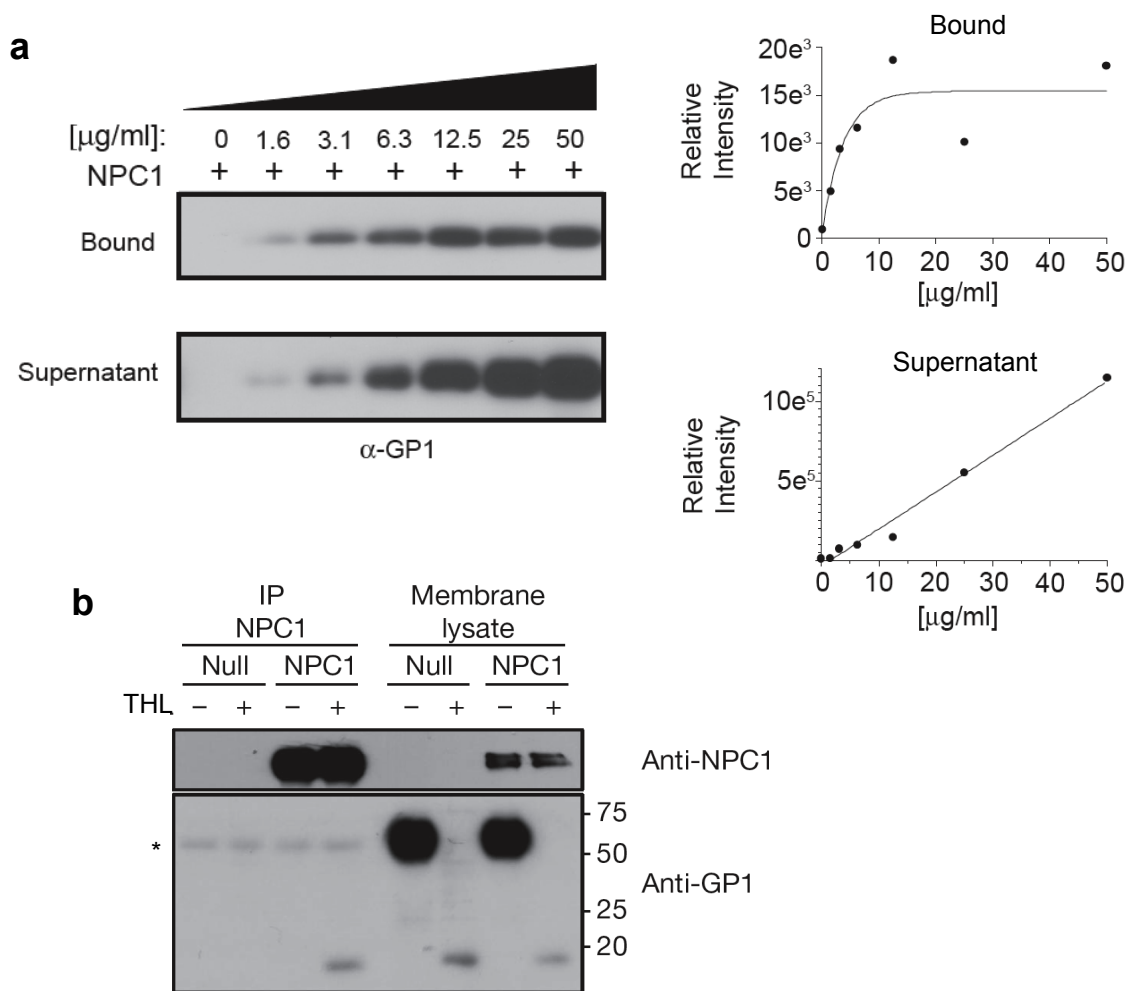 a
[μg/ml]: 0 1.6 3.1 6.3 12.5 25 50
NPC1 + + + + + + +
Bound
Supernatant
α-GP1
Bound
Relative
Intensity
20e³
15e³
10e³
5e³
0
0 10 20 30 40 50
[μg/ml]
Supernatant
Relative
Intensity
10e⁵
5e⁵
0 10 20 30 40 50
[μg/ml]
b
IP Membrane
NPC1 lysate
Null NPC1 Null NPC1
THL − + − + − + − +
Anti-NPC1
75
*
50
Anti-GP1
25
20